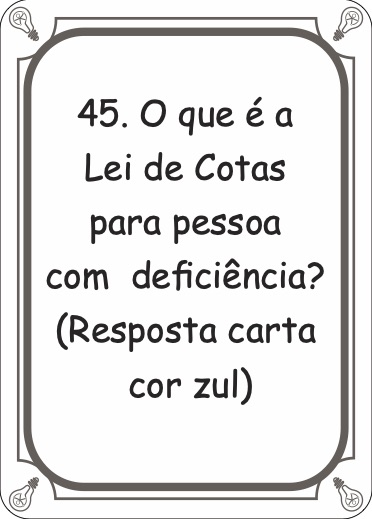 45. O que é a
Lei de Cotas
para pessoa
com deficiência?
(Resposta carta
cor zul)